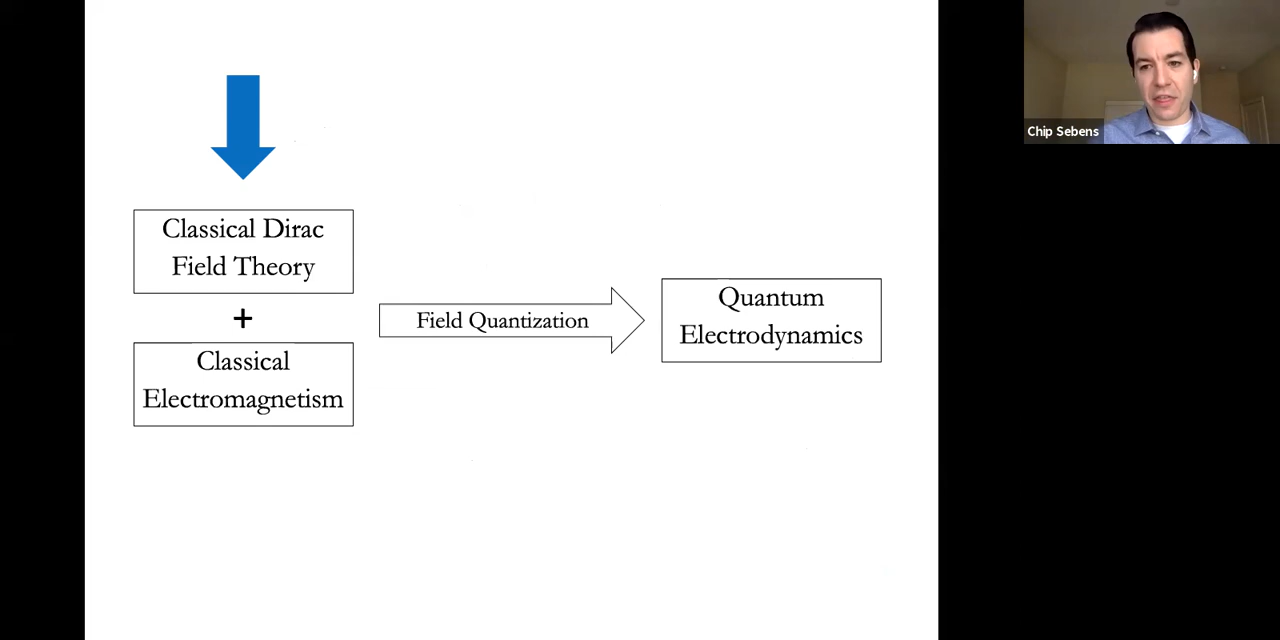 Classical Dirac
Field Theory
+
Classical
Electromagnetism
Field Quantization
Quantum
Electrodynamics
Chip Sebens